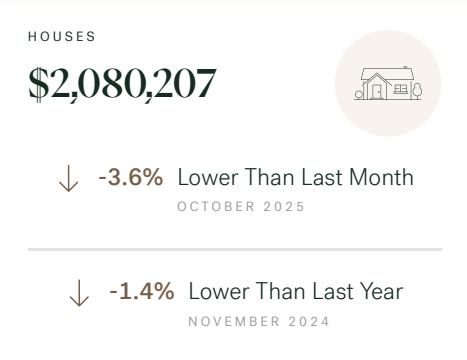 HOUSES
$2,080,207
-3.6% Lower Than Last Month
OCTOBER 2025
-1.4% Lower Than Last Year
NOVEMBER 2024